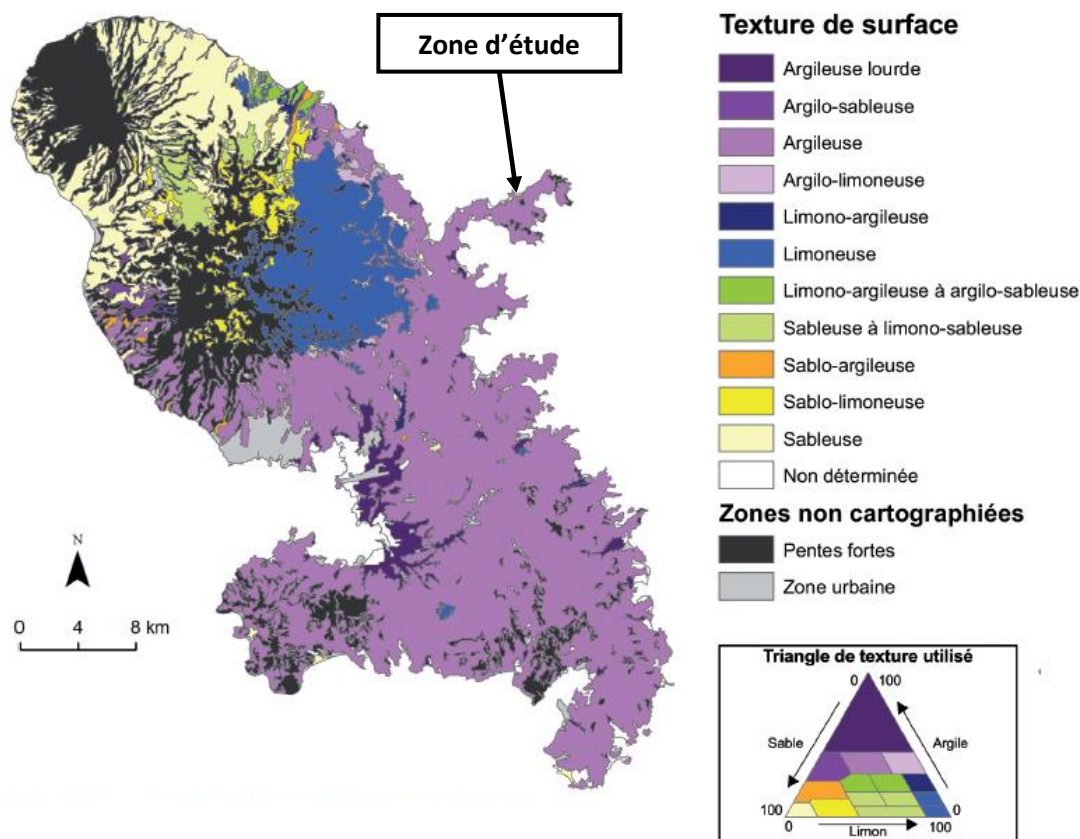 Zone d'étude
Texture de surface
Argileuse lourde
Argilo-sableuse
Argileuse
Argilo-limoneuse
Limono-argileuse
Limoneuse
Limono-argileuse à argilo-sableuse
Sableuse à limono-sableuse
Sablo-argileuse
Sablo-limoneuse
Sableuse
Non déterminée
Zones non cartographiées
Pentes fortes
Zone urbaine
N
0 4 8 km
Triangle de texture utilisé
0 100
Sable Argile
100 0
0 Limon 100